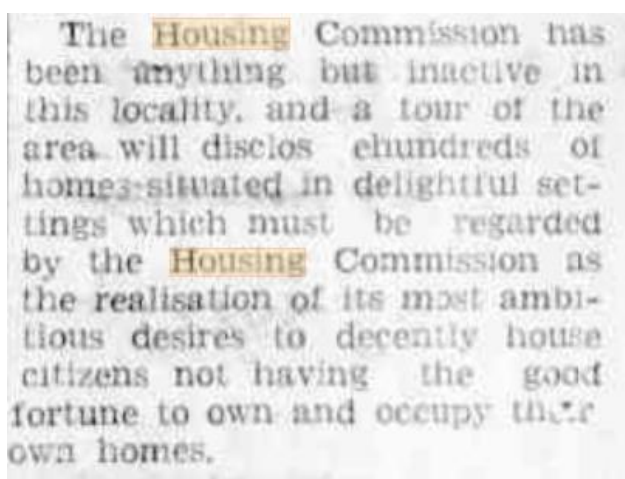 The Housing Commission has
been anything but inactive in
this locality. and a tour of the
area will disclos ehundreds of
homes situated in delightful set-
tings which must be regarded
by the Housing Commission as
the realisation of its most ambi-
tious desires to decently house
citizens not having the good
fortune to own and occupy their
own homes.